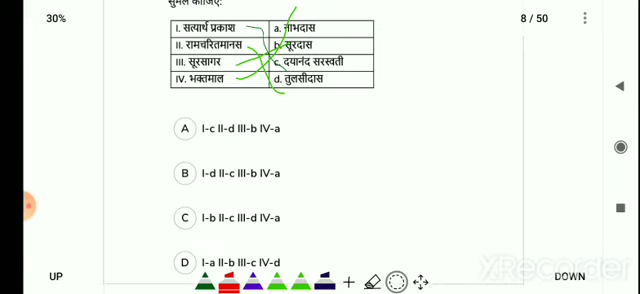 सुमेल कीजिए:
30%
8 / 50
I. सत्यार्थ प्रकाश a. नाभदास
II. रामचरितमानस b. सूरदास
III. सूरसागर c. दयानंद सरस्वती
IV. भक्तमाल d. तुलसीदास
A I-c II-d III-b IV-a
B I-d II-c III-b IV-a
C I-b II-c III-d IV-a
D I-a II-b III-c IV-d
UP
DOWN
XRecorder